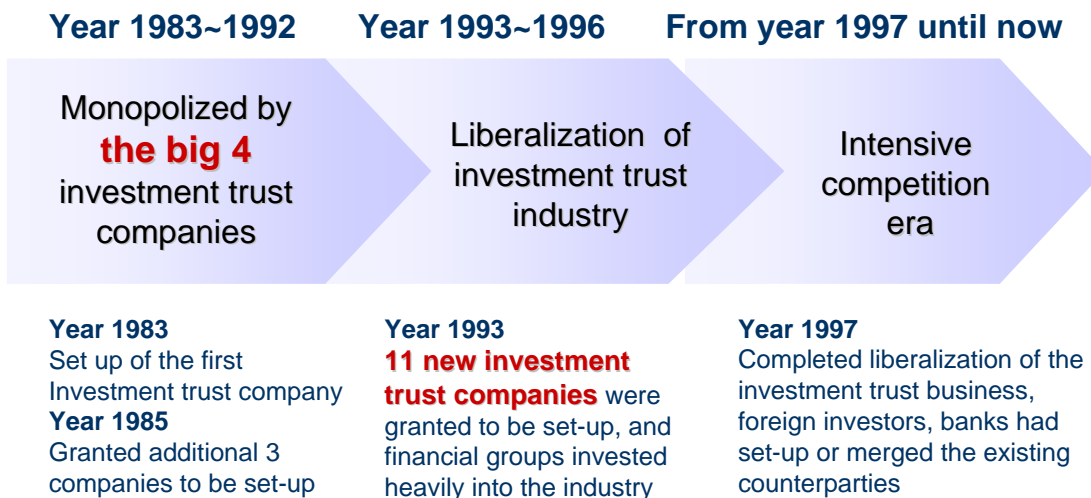 Year 1983~1992
Year 1993~1996
From year 1997 until now
Monopolized by
the big 4
investment trust
companies
Liberalization of
investment trust
industry
Intensive
competition
era
Year 1983
Set up of the first
Investment trust company
Year 1985
Granted additional 3
companies to be set-up
Year 1993
11 new investment
trust companies were
granted to be set-up, and
financial groups invested
heavily into the industry
Year 1997
Completed liberalization of the
investment trust business,
foreign investors, banks had
set-up or merged the existing
counterparties